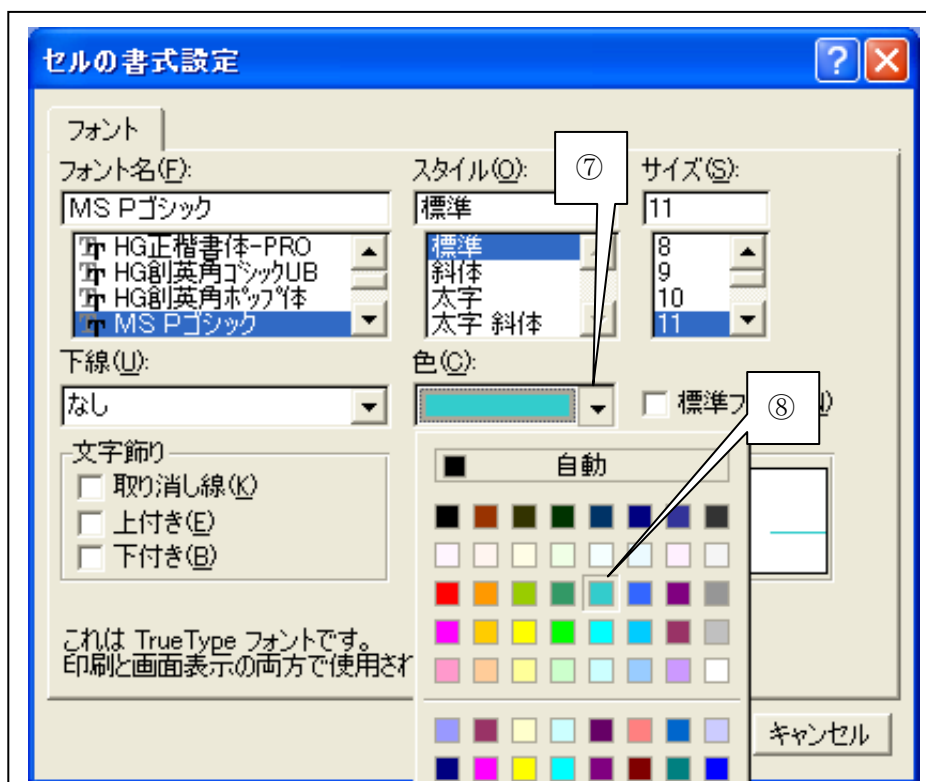 セルの書式設定
フォント
フォント名(F):
スタイル(O):
⑦
サイズ(S):
MS Pゴシック
標準
11
HG正楷書体-PRO
HG創英角ゴシックUB
HG創英角ポップ体
MS Pゴシック
標準
斜体
太字
太字 斜体
8
9
10
11
下線(U):
色(C):
なし
標準フ
⑧
文字飾り
取り消し線(K)
上付き(E)
下付き(B)
自動
これは TrueType フォントです。
印刷と画面表示の両方で使用され
キャンセル